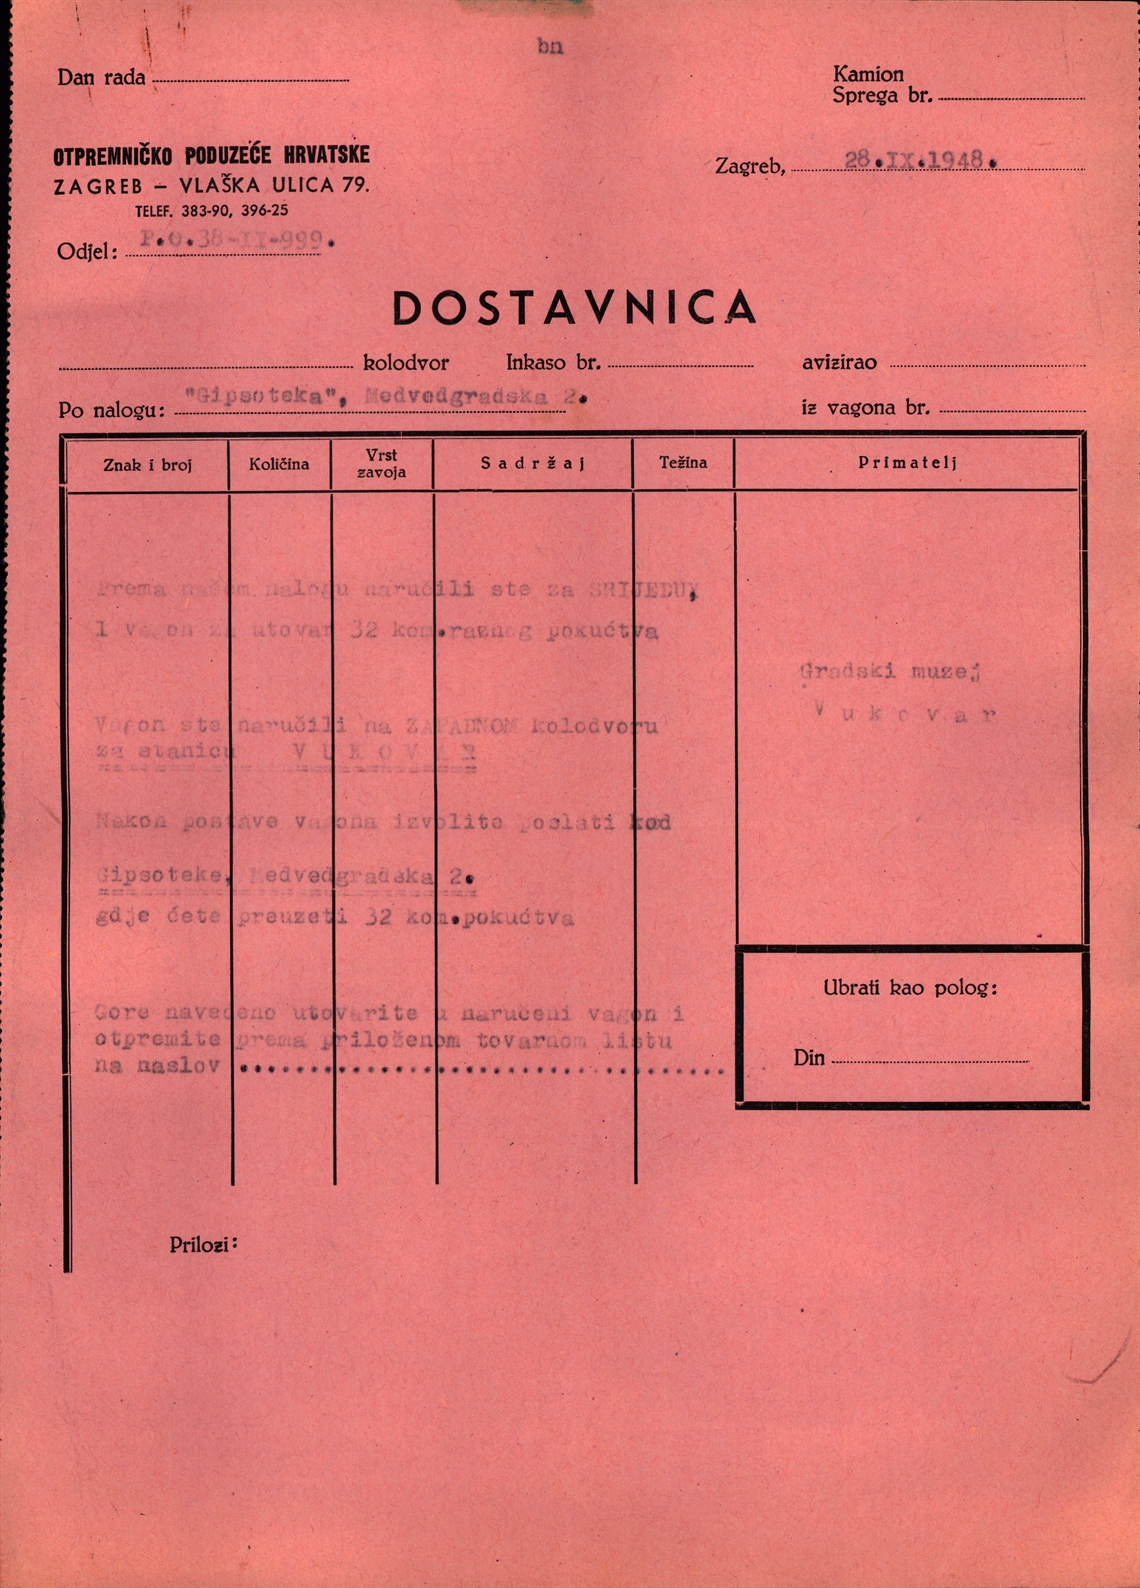 bn
Dan rada
Kamion
Sprega br.
OTPREMNIČKO PODUZEĆE HRVATSKE
ZAGREB – VLAŠKA ULICA 79.
TELEF. 383-90, 396-25
Zagreb, 28.IX.1948.
Odjel: P.O.38-II-999.
DOSTAVNICA
kolodvor Inkaso br. avizirao
Po nalogu: "Gipsoteka", Medvedgradska 2. iz vagona br.
Znak i broj Količina Vrst zavoja Sadržaj Težina Primatelj
Prema našem nalogu naručili ste za SRIJEDU,
1 vagon za utovar 32 kom.raznog pokućtva
Gradski muzej
Vukovar
Vagon ste naručili na ZAPADNOM kolodvoru
za stanicu VUKOVAR
Nakon postave vagona izvolite poslati kod
Gipsoteke, Medvedgradska 2.
gdje ćete preuzeti 32 kom.pokućtva
Ubrati kao polog:
Din
Gore navedeno utovarite u naručeni vagon i
otpremite prema priloženom tovarnom listu
na naslov
Prilozi: